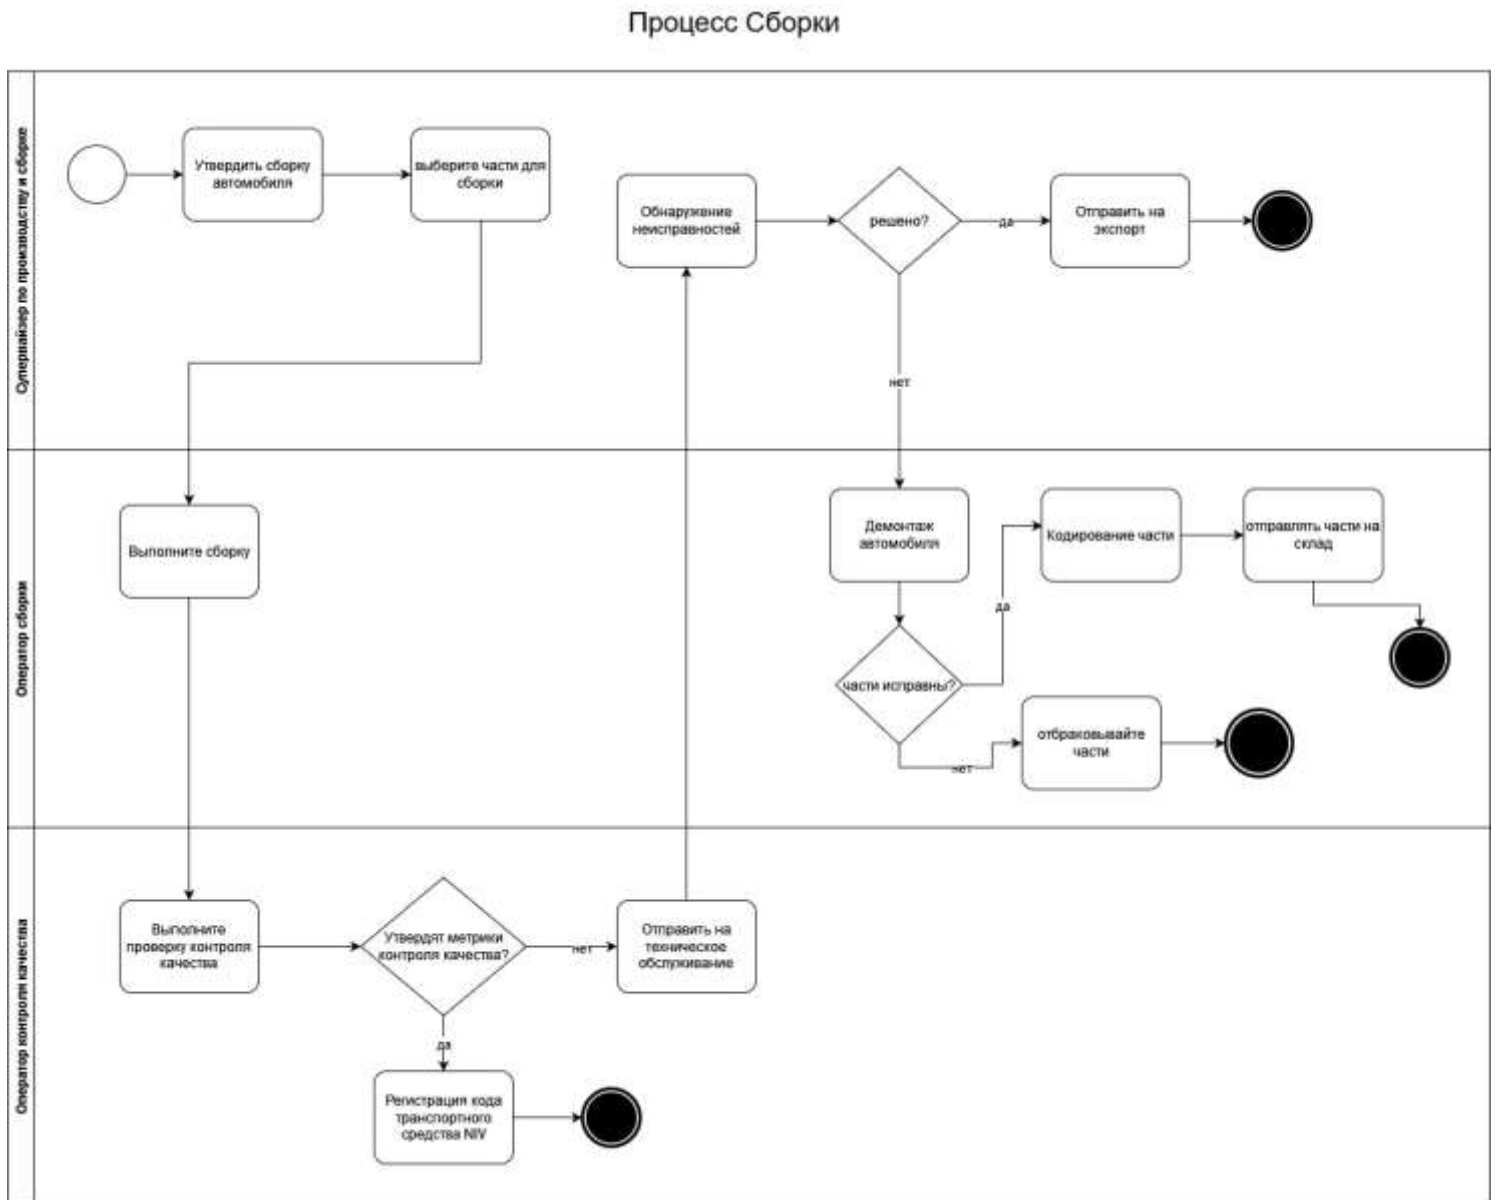 Процесс Сборки
Супервайзер по производству и сборке
Утвердить сборку
автомобиля
выберите части для
сборки
Обнаружение
неисправностей
решено?
да
Отправить на
экспорт
нет
Оператор сборки
Выполните сборку
Демонтаж
автомобиля
Кодирование части
отправлять части на
склад
да
части исправны?
нет
отбраковывайте
части
Оператор контроля качества
Выполните
проверку контроля
качества
Утвердят метрики
контроля качества?
нет
Отправить на
техническое
обслуживание
да
Регистрация кода
транспортного
средства NIV